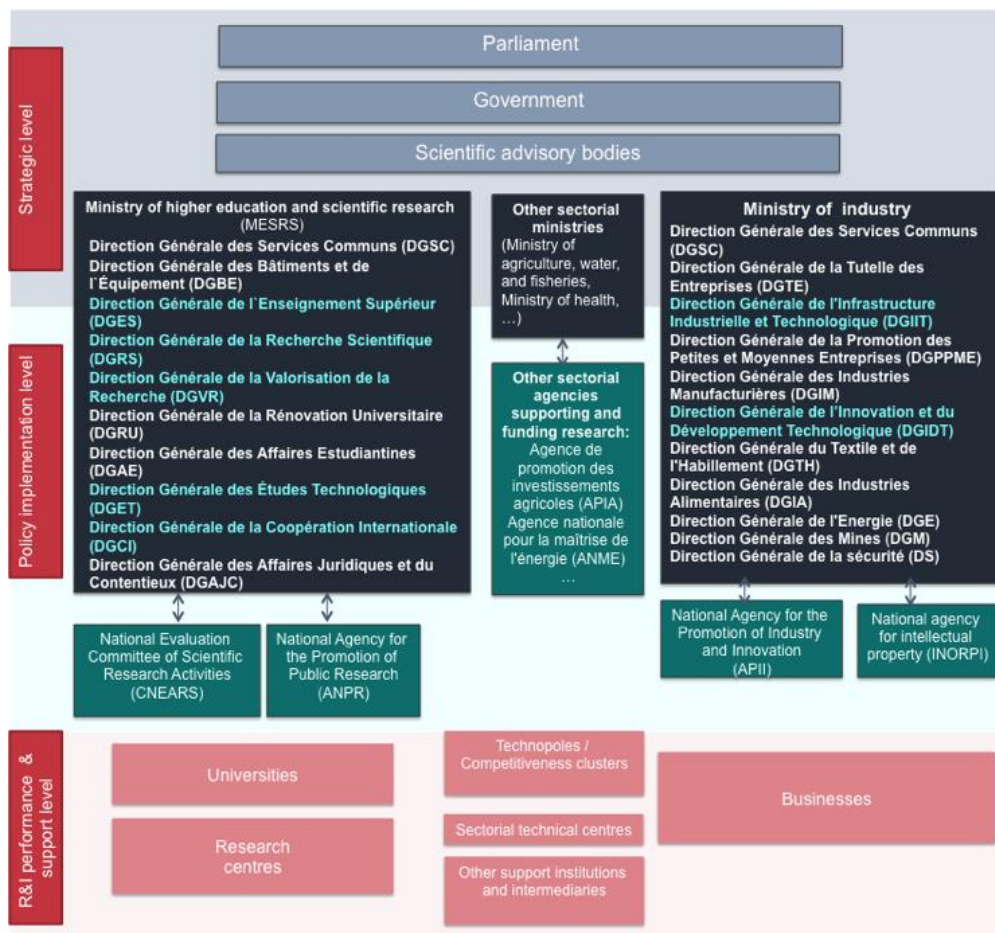 Strategic level
Parliament
Government
Scientific advisory bodies
Ministry of higher education and scientific research
(MESRS)
Direction Générale des Services Communs (DGSC)
Direction Générale des Bâtiments et de
l`Équipement (DGBE)
Direction Générale de l`Enseignement Supérieur
(DGES)
Direction Générale de la Recherche Scientifique
(DGRS)
Direction Générale de la Valorisation de la
Recherche (DGVR)
Direction Générale de la Rénovation Universitaire
(DGRU)
Direction Générale des Affaires Estudiantines
(DGAE)
Direction Générale des Études Technologiques
(DGET)
Direction Générale de la Coopération Internationale
(DGCI)
Direction Générale des Affaires Juridiques et du
Contentieux (DGAJC)
Other sectorial
ministries
(Ministry of
agriculture, water,
and fisheries,
Ministry of health,
…)
Ministry of industry
Direction Générale des Services Communs
(DGSC)
Direction Générale de la Tutelle des
Entreprises (DGTE)
Direction Générale de l'Infrastructure
Industrielle et Technologique (DGIIT)
Direction Générale de la Promotion des
Petites et Moyennes Entreprises (DGPPME)
Direction Générale des Industries
Manufacturières (DGIM)
Direction Générale de l'Innovation et du
Développement Technologique (DGIDT)
Direction Générale du Textile et de
l'Habillement (DGTH)
Direction Générale des Industries
Alimentaires (DGIA)
Direction Générale de l'Energie (DGE)
Direction Générale des Mines (DGM)
Direction Générale de la sécurité (DS)
Policy implementation level
Other sectorial
agencies
supporting and
funding research:
Agence de
promotion des
investissements
agricoles (APIA)
Agence nationale
pour la maîtrise de
l'énergie (ANME)
…
National Evaluation
Committee of Scientific
Research Activities
(CNEARS)
National Agency for
the Promotion of
Public Research
(ANPR)
National Agency for the
Promotion of Industry
and Innovation
(APII)
National agency
for intellectual
property (INORPI)
R&I performance &
support level
Universities
Research
centres
Technopoles /
Competitiveness clusters
Sectorial technical centres
Other support institutions
and intermediaries
Businesses